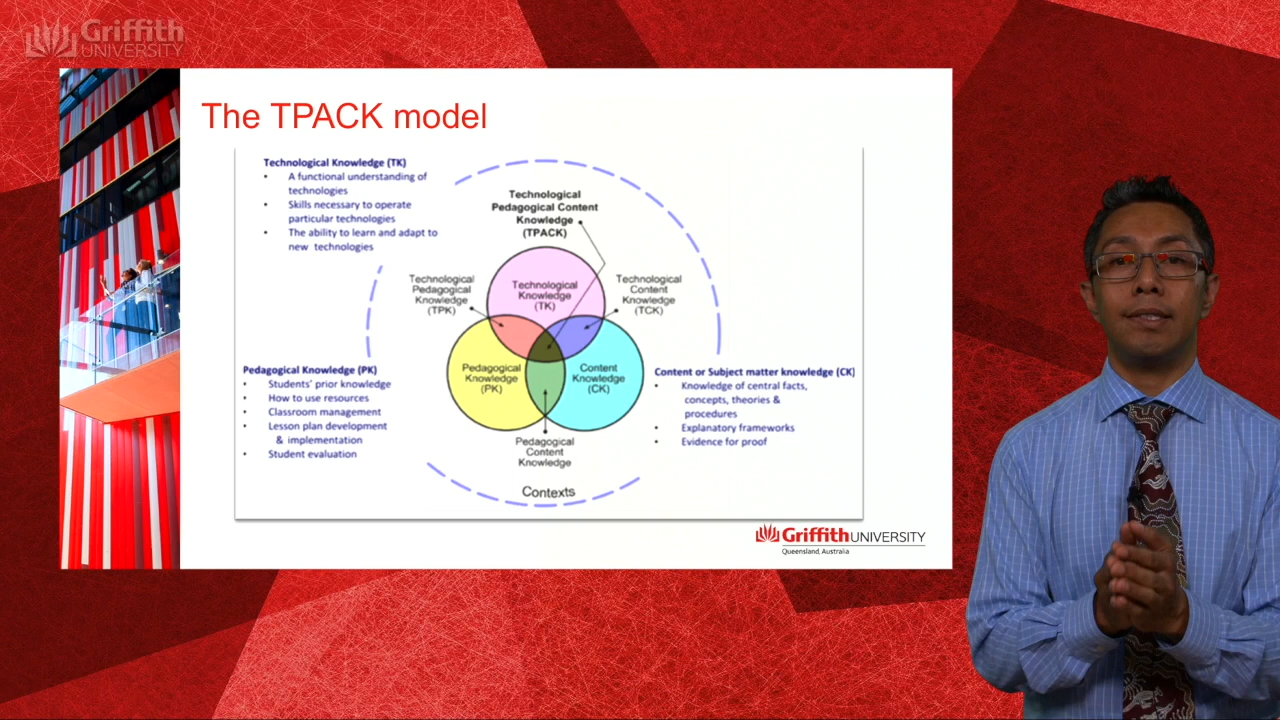 Griffith
UNIVERSITY
The TPACK model
Technological Knowledge (TK)
• A functional understanding of
technologies
• Skills necessary to operate
particular technologies
• The ability to learn and adapt to
new technologies
Technological
Pedagogical Content
Knowledge
(TPACK)
Technological
Pedagogical
Knowledge
(TPK)
Technological
Knowledge
(TK)
Technological
Content
Knowledge
(TCK)
Pedagogical Knowledge (PK)
• Students' prior knowledge
• How to use resources
• Classroom management
• Lesson plan development
& implementation
• Student evaluation
Pedagogical
Knowledge
(PK)
Content
Knowledge
(CK)
Content or Subject matter knowledge (CK)
• Knowledge of central facts,
concepts, theories &
procedures
• Explanatory frameworks
• Evidence for proof
Pedagogical
Content
Knowledge
Contexts
Griffith UNIVERSITY
Queensland, Australia